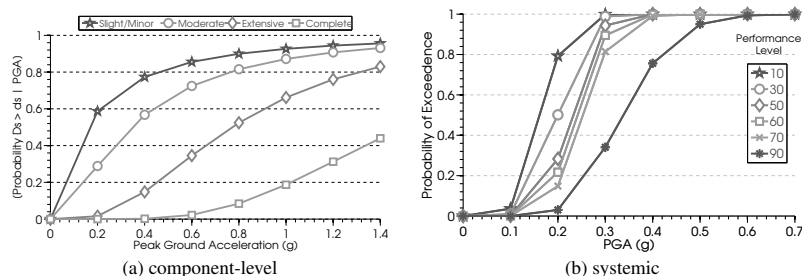 Slight/Minor Moderate Extensive Complete
(Probability Ds > ds | PGA)
1
0.8
0.6
0.4
0.2
0
0 0.2 0.4 0.6 0.8 1.0 1.2 1.4
Peak Ground Acceleration (g)
(a) component-level
Probability of Exceedence
1
0.8
0.6
0.4
0.2
0
Performance
Level
10
30
50
60
70
90
0 0.1 0.2 0.3 0.4 0.5 0.6 0.7
PGA (g)
(b) systemic